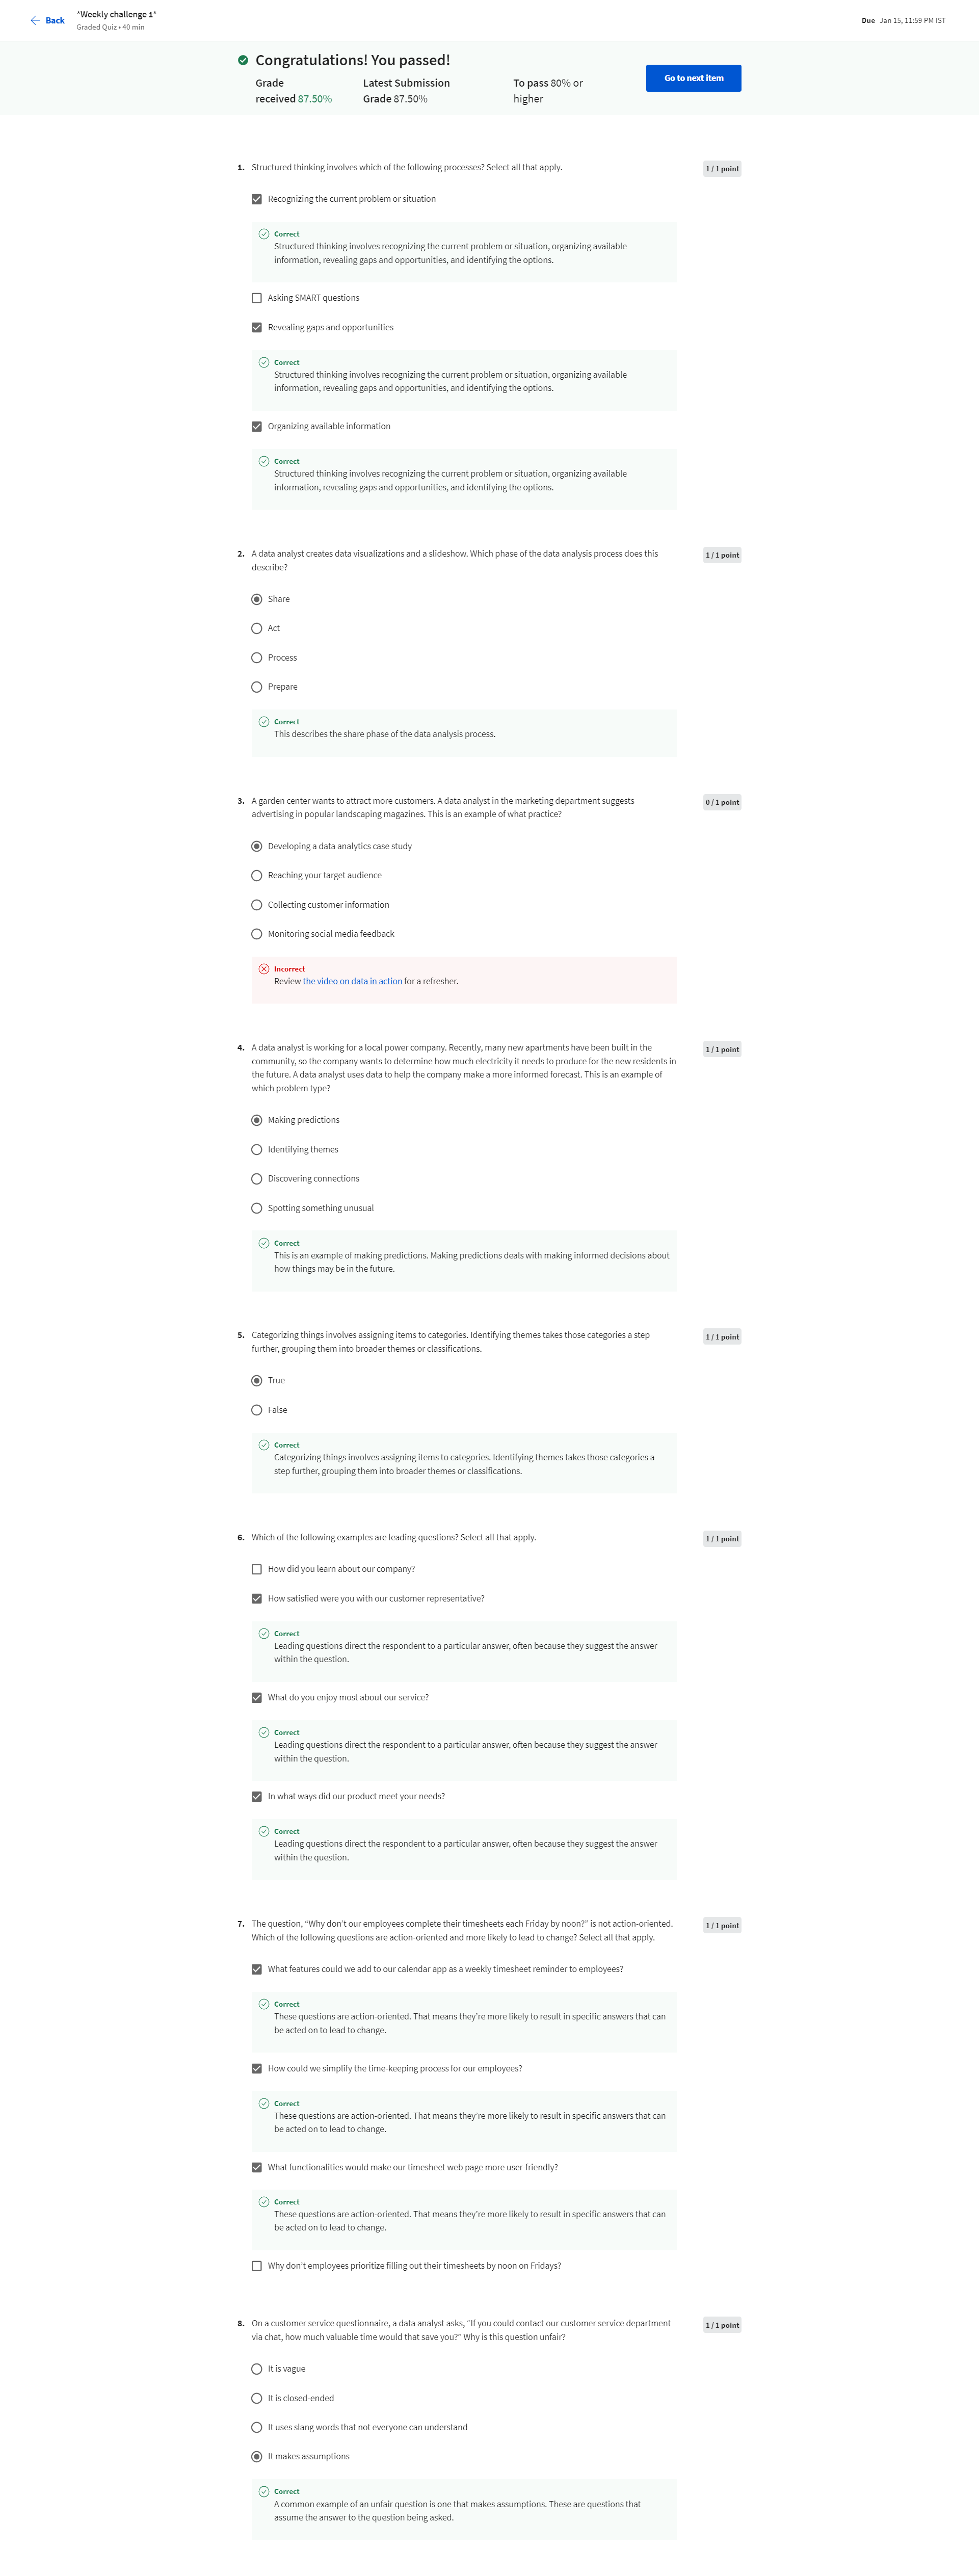 Back
*Weekly challenge 1*
Graded Quiz • 40 min
Due Jan 15, 11:59 PM IST
Congratulations! You passed!
Grade received 87.50%
Latest Submission Grade 87.50%
To pass 80% or higher
Go to next item
1. Structured thinking involves which of the following processes? Select all that apply.
1 / 1 point
Recognizing the current problem or situation
Correct
Structured thinking involves recognizing the current problem or situation, organizing available
information, revealing gaps and opportunities, and identifying the options.
Asking SMART questions
Revealing gaps and opportunities
Correct
Structured thinking involves recognizing the current problem or situation, organizing available
information, revealing gaps and opportunities, and identifying the options.
Organizing available information
Correct
Structured thinking involves recognizing the current problem or situation, organizing available
information, revealing gaps and opportunities, and identifying the options.
2. A data analyst creates data visualizations and a slideshow. Which phase of the data analysis process does this
describe?
1 / 1 point
Share
Act
Process
Prepare
Correct
This describes the share phase of the data analysis process.
3. A garden center wants to attract more customers. A data analyst in the marketing department suggests
advertising in popular landscaping magazines. This is an example of what practice?
0 / 1 point
Developing a data analytics case study
Reaching your target audience
Collecting customer information
Monitoring social media feedback
Incorrect
Review the video on data in action for a refresher.
4. A data analyst is working for a local power company. Recently, many new apartments have been built in the
community, so the company wants to determine how much electricity it needs to produce for the new residents in
the future. A data analyst uses data to help the company make a more informed forecast. This is an example of
which problem type?
1 / 1 point
Making predictions
Identifying themes
Discovering connections
Spotting something unusual
Correct
This is an example of making predictions. Making predictions deals with making informed decisions about
how things may be in the future.
5. Categorizing things involves assigning items to categories. Identifying themes takes those categories a step
further, grouping them into broader themes or classifications.
1 / 1 point
True
False
Correct
Categorizing things involves assigning items to categories. Identifying themes takes those categories a
step further, grouping them into broader themes or classifications.
6. Which of the following examples are leading questions? Select all that apply.
1 / 1 point
How did you learn about our company?
How satisfied were you with our customer representative?
Correct
Leading questions direct the respondent to a particular answer, often because they suggest the answer
within the question.
What do you enjoy most about our service?
Correct
Leading questions direct the respondent to a particular answer, often because they suggest the answer
within the question.
In what ways did our product meet your needs?
Correct
Leading questions direct the respondent to a particular answer, often because they suggest the answer
within the question.
7. The question, “Why don’t our employees complete their timesheets each Friday by noon?” is not action-oriented.
Which of the following questions are action-oriented and more likely to lead to change? Select all that apply.
1 / 1 point
What features could we add to our calendar app as a weekly timesheet reminder to employees?
Correct
These questions are action-oriented. That means they’re more likely to result in specific answers that can
be acted on to lead to change.
How could we simplify the time-keeping process for our employees?
Correct
These questions are action-oriented. That means they’re more likely to result in specific answers that can
be acted on to lead to change.
What functionalities would make our timesheet web page more user-friendly?
Correct
These questions are action-oriented. That means they’re more likely to result in specific answers that can
be acted on to lead to change.
Why don’t employees prioritize filling out their timesheets by noon on Fridays?
8. On a customer service questionnaire, a data analyst asks, “If you could contact our customer service department
via chat, how much valuable time would that save you?” Why is this question unfair?
1 / 1 point
It is vague
It is closed-ended
It uses slang words that not everyone can understand
It makes assumptions
Correct
A common example of an unfair question is one that makes assumptions. These are questions that
assume the answer to the question being asked.